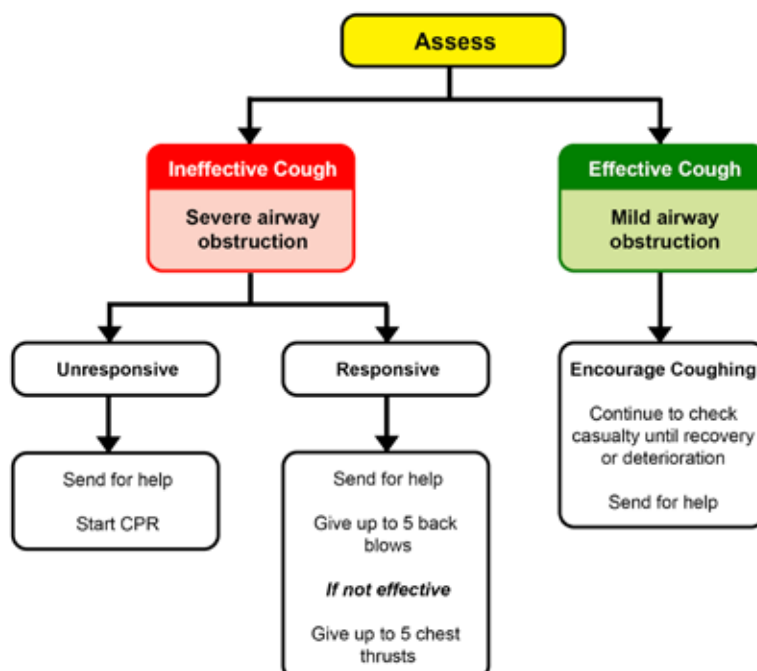 Assess
Ineffective Cough
Severe airway
obstruction
Effective Cough
Mild airway
obstruction
Unresponsive
Responsive
Encourage Coughing
Continue to check
casualty until recovery
or deterioration
Send for help
Send for help
Start CPR
Send for help
Give up to 5 back
blows
If not effective
Give up to 5 chest
thrusts